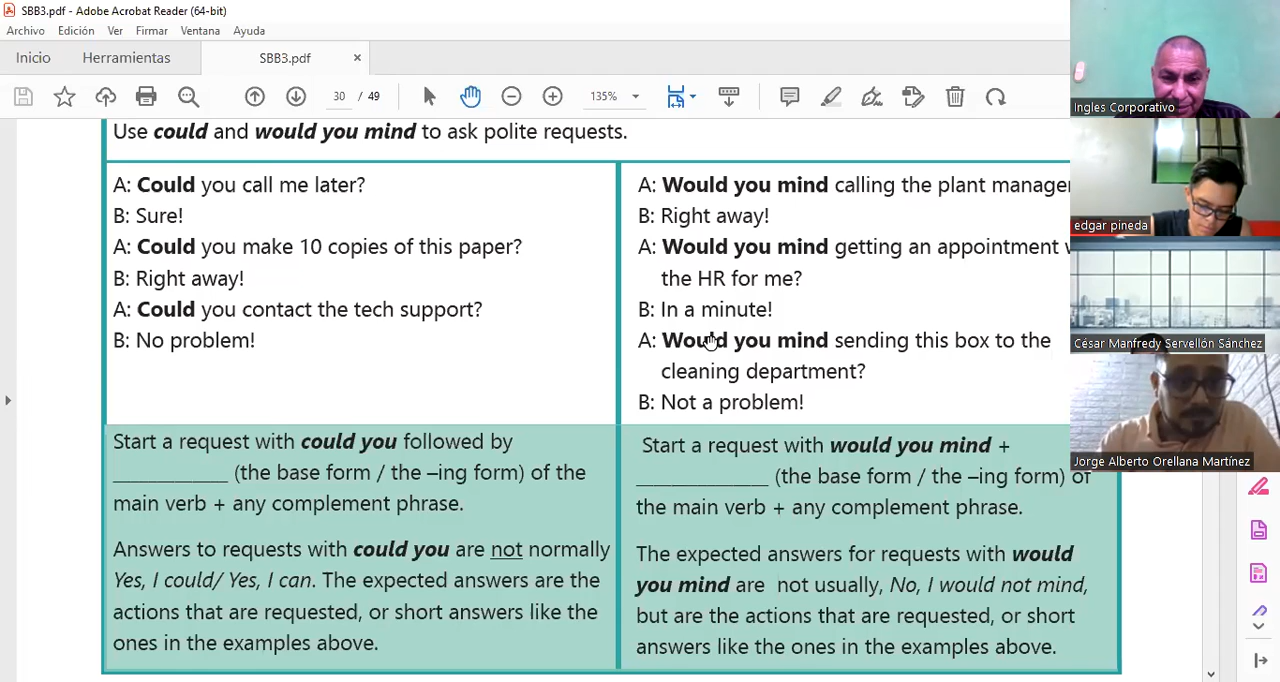 SBB3.pdf - Adobe Acrobat Reader (64-bit)
Archivo Edición Ver Firmar Ventana Ayuda
Inicio Herramientas SBB3.pdf
30 / 49 135%
Use could and would you mind to ask polite requests.
A: Could you call me later?
B: Sure!
A: Could you make 10 copies of this paper?
B: Right away!
A: Could you contact the tech support?
B: No problem!
A: Would you mind calling the plant manager
B: Right away!
A: Would you mind getting an appointment
the HR for me?
B: In a minute!
A: Would you mind sending this box to the
cleaning department?
B: Not a problem!
Start a request with could you followed by
____________ (the base form / the –ing form) of the
main verb + any complement phrase.
Answers to requests with could you are not normally
Yes, I could/ Yes, I can. The expected answers are the
actions that are requested, or short answers like the
ones in the examples above.
Start a request with would you mind +
______________ (the base form / the –ing form) of
the main verb + any complement phrase.
The expected answers for requests with would
you mind are not usually, No, I would not mind,
but are the actions that are requested, or short
answers like the ones in the examples above.
Ingles Corporativo
edgar pineda
César Manfredy Servellón Sánchez
Jorge Alberto Orellana Martínez